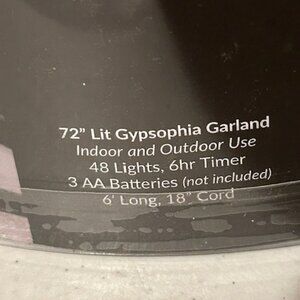 72” Lit Gypsophia Garland
Indoor and Outdoor Use
48 Lights, 6hr Timer
3 AA Batteries (not included)
6' Long, 18" Cord